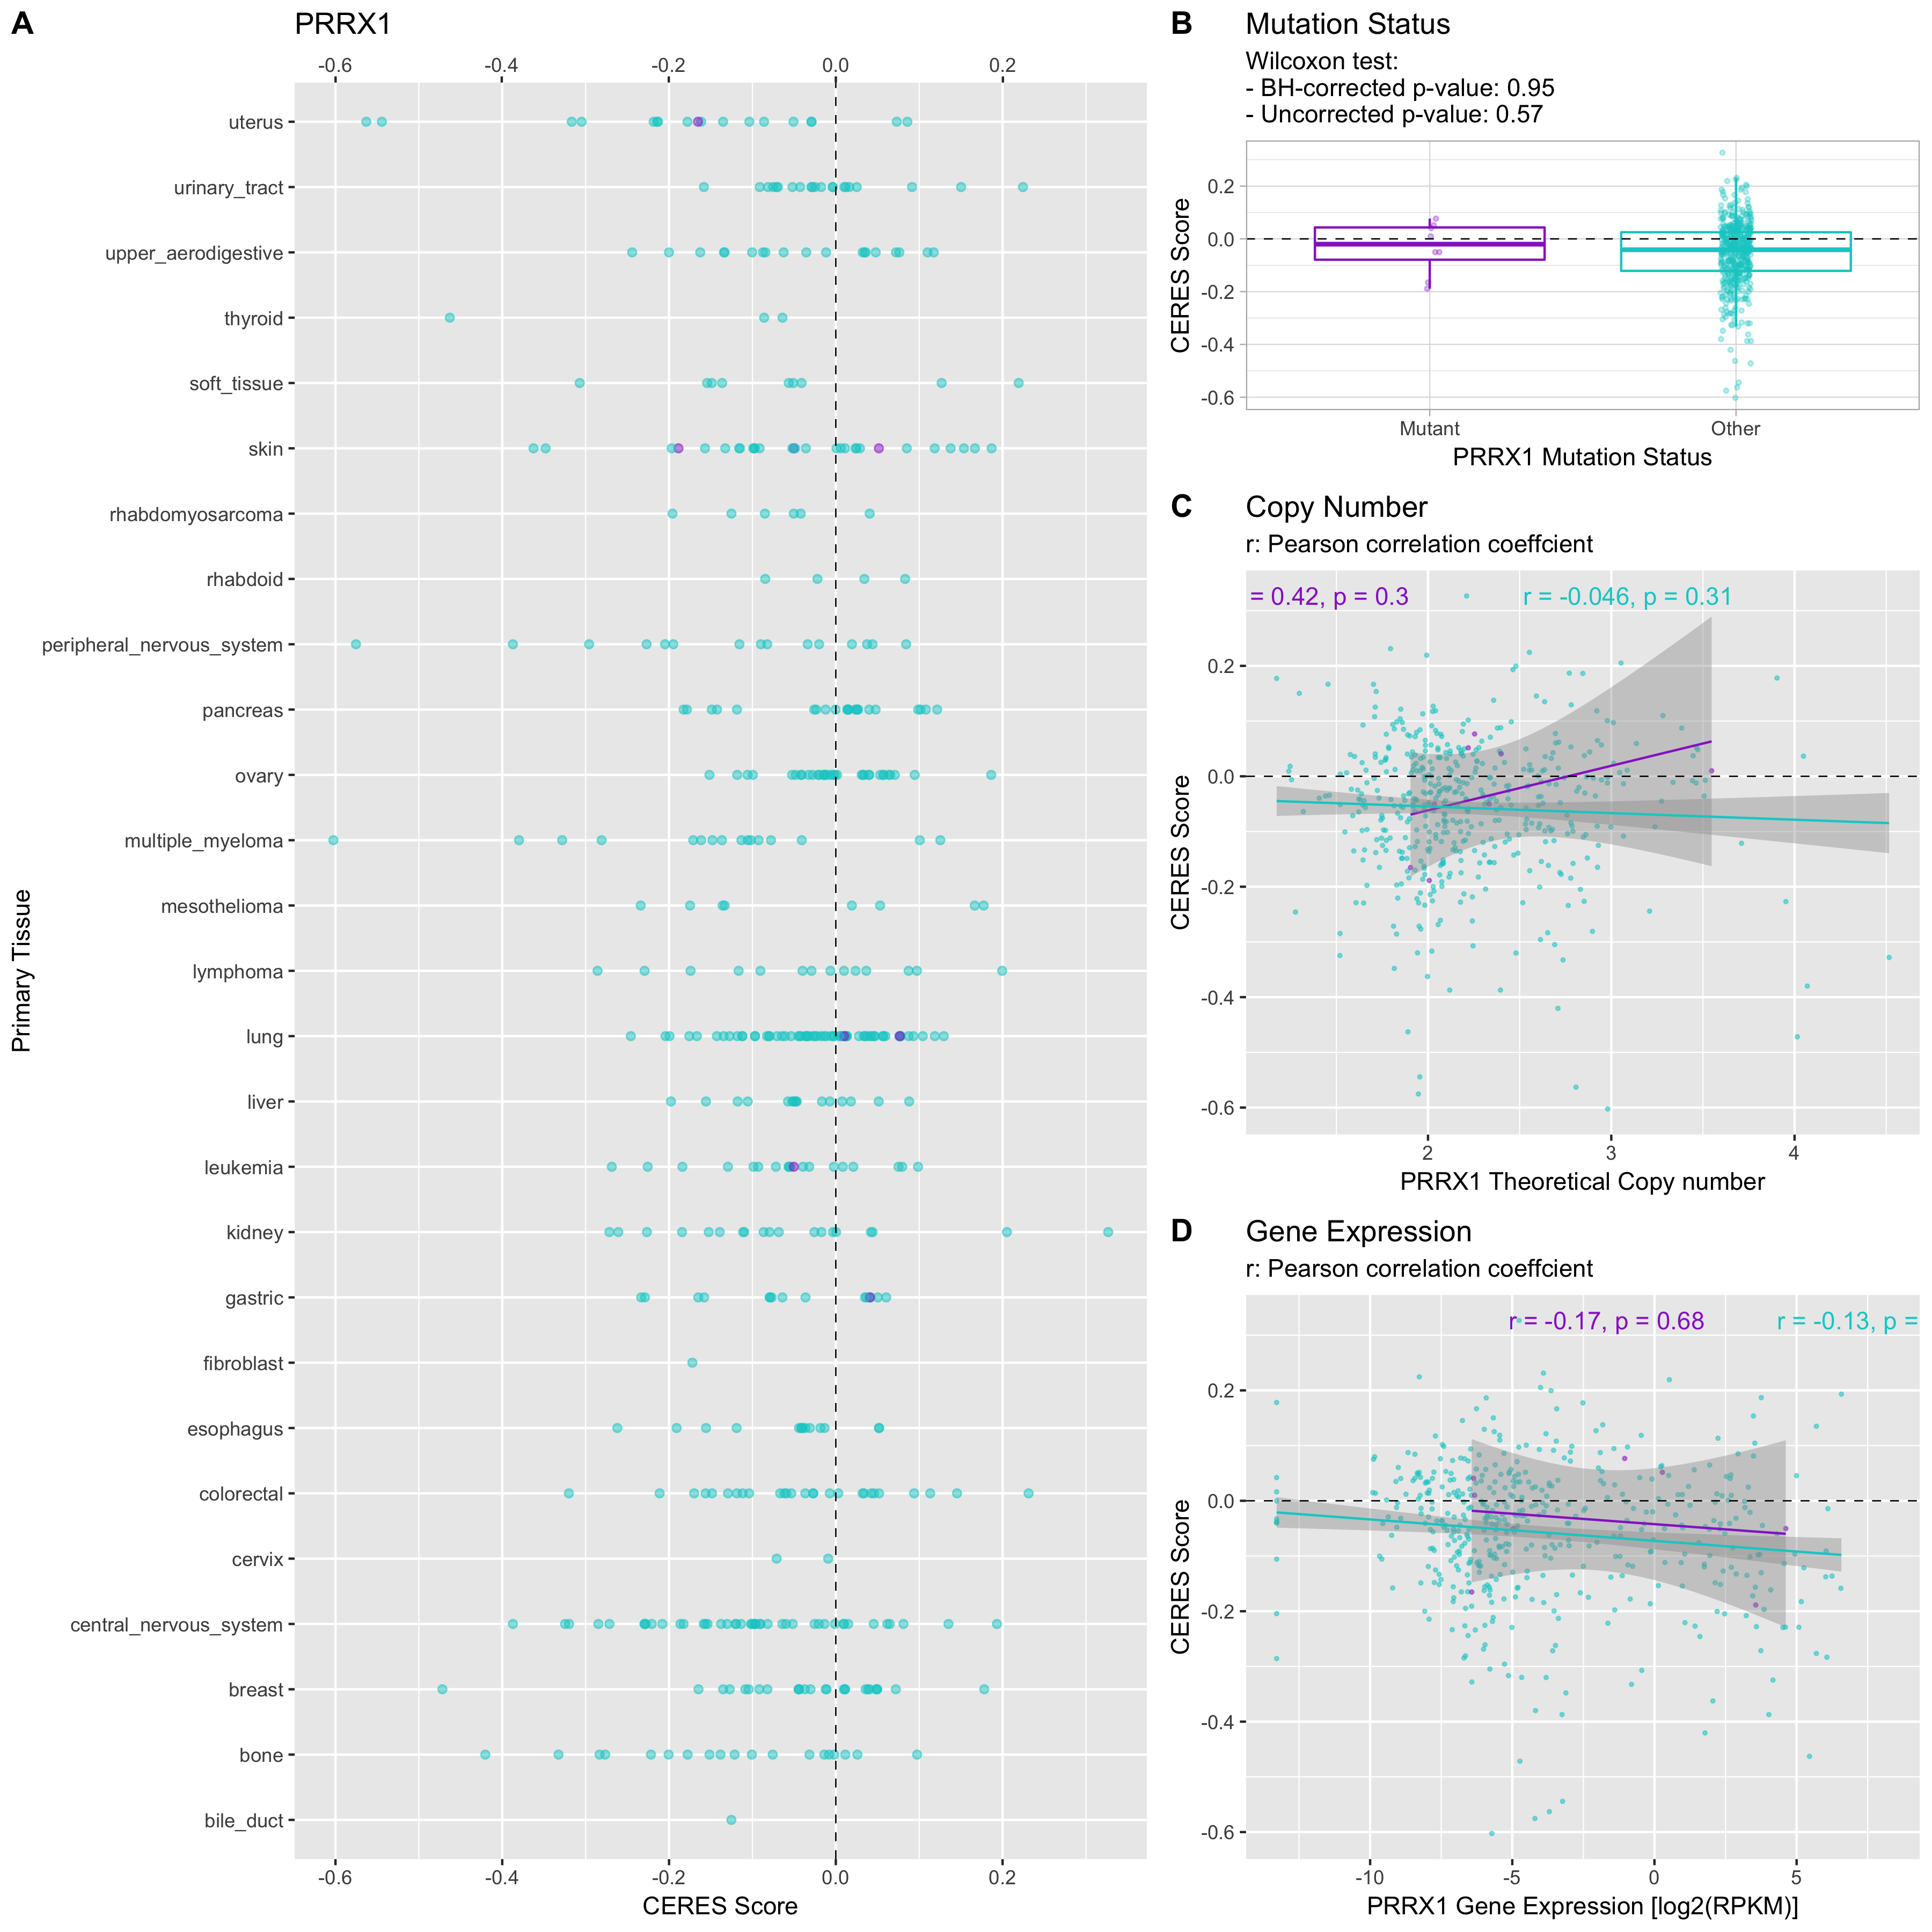 A
PRRX1
-0.6 -0.4 -0.2 0.0 0.2
uterus
urinary_tract
upper_aerodigestive
thyroid
soft_tissue
skin
rhabdomyosarcoma
rhabdoid
peripheral_nervous_system
pancreas
ovary
multiple_myeloma
mesothelioma
lymphoma
lung
liver
leukemia
kidney
gastric
fibroblast
esophagus
colorectal
cervix
central_nervous_system
breast
bone
bile_duct
Primary Tissue
-0.6 -0.4 -0.2 0.0 0.2
CERES Score
B
Mutation Status
Wilcoxon test:
- BH-corrected p-value: 0.95
- Uncorrected p-value: 0.57
0.2
0.0
-0.2
-0.4
-0.6
CERES Score
Mutant Other
PRRX1 Mutation Status
C
Copy Number
r: Pearson correlation coeffcient
= 0.42, p = 0.3 r = -0.046, p = 0.31
0.2
0.0
-0.2
-0.4
-0.6
CERES Score
2 3 4
PRRX1 Theoretical Copy number
D
Gene Expression
r: Pearson correlation coeffcient
r = -0.17, p = 0.68 r = -0.13, p =
0.2
0.0
-0.2
-0.4
-0.6
CERES Score
-10 -5 0 5
PRRX1 Gene Expression [log2(RPKM)]